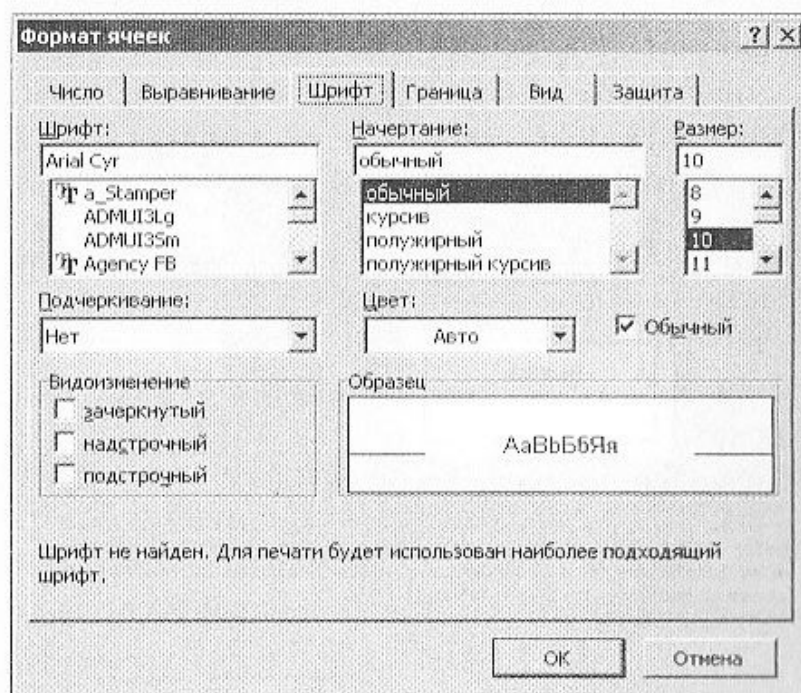 Формат ячеек
Число Выравнивание Шрифт Граница Вид Защита
Шрифт: Начертание: Размер:
Arial Cyr обычный 10
a_Stamper обычный 8
ADMUI3Lg курсив 9
ADMUI3Sm полужирный 10
Agency FB полужирный курсив 11
Подчеркивание: Цвет:
Нет Авто Обычный
Видоизменение Образец
зачеркнутый
надстрочный AaBbБбЯя
подстрочный
Шрифт не найден. Для печати будет использован наиболее подходящий
шрифт.
OK Отмена